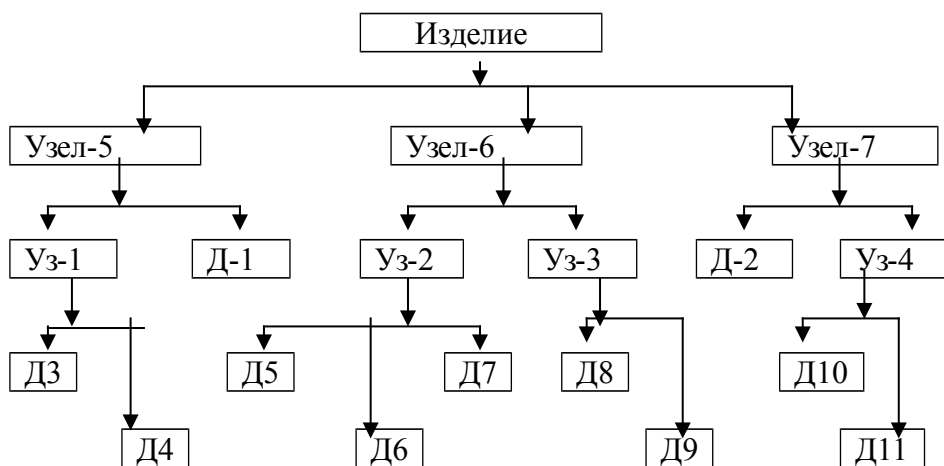 Изделие
Узел-5 Узел-6 Узел-7
Уз-1 Д-1 Уз-2 Уз-3 Д-2 Уз-4
Д3 Д5 Д7 Д8 Д10
Д4 Д6 Д9 Д11